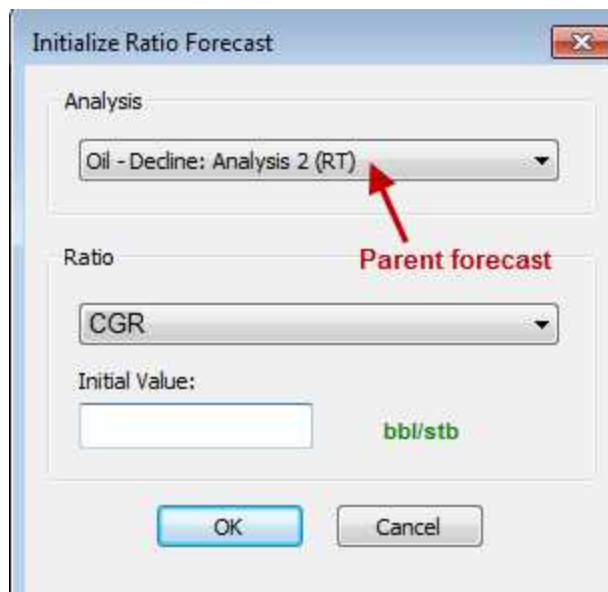 Initialize Ratio Forecast
Analysis
Oil - Decline: Analysis 2 (RT)
Ratio
Parent forecast
CGR
Initial Value:
bbl/stb
OK
Cancel